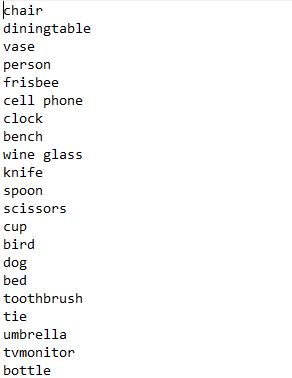 chair
diningtable
vase
person
frisbee
cell phone
clock
bench
wine glass
knife
spoon
scissors
cup
bird
dog
bed
toothbrush
tie
umbrella
tvmonitor
bottle